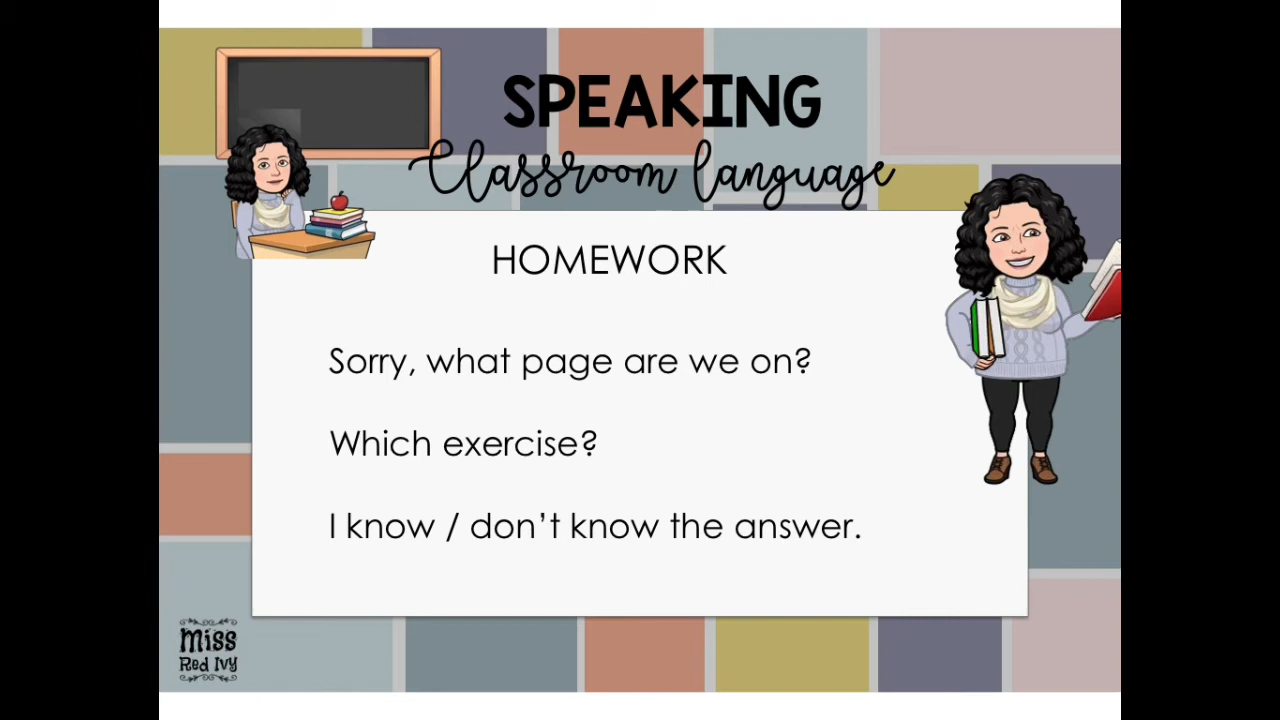 SPEAKING
Classroom language
HOMEWORK
Sorry, what page are we on?
Which exercise?
I know / don’t know the answer.
Miss
Red Ivy